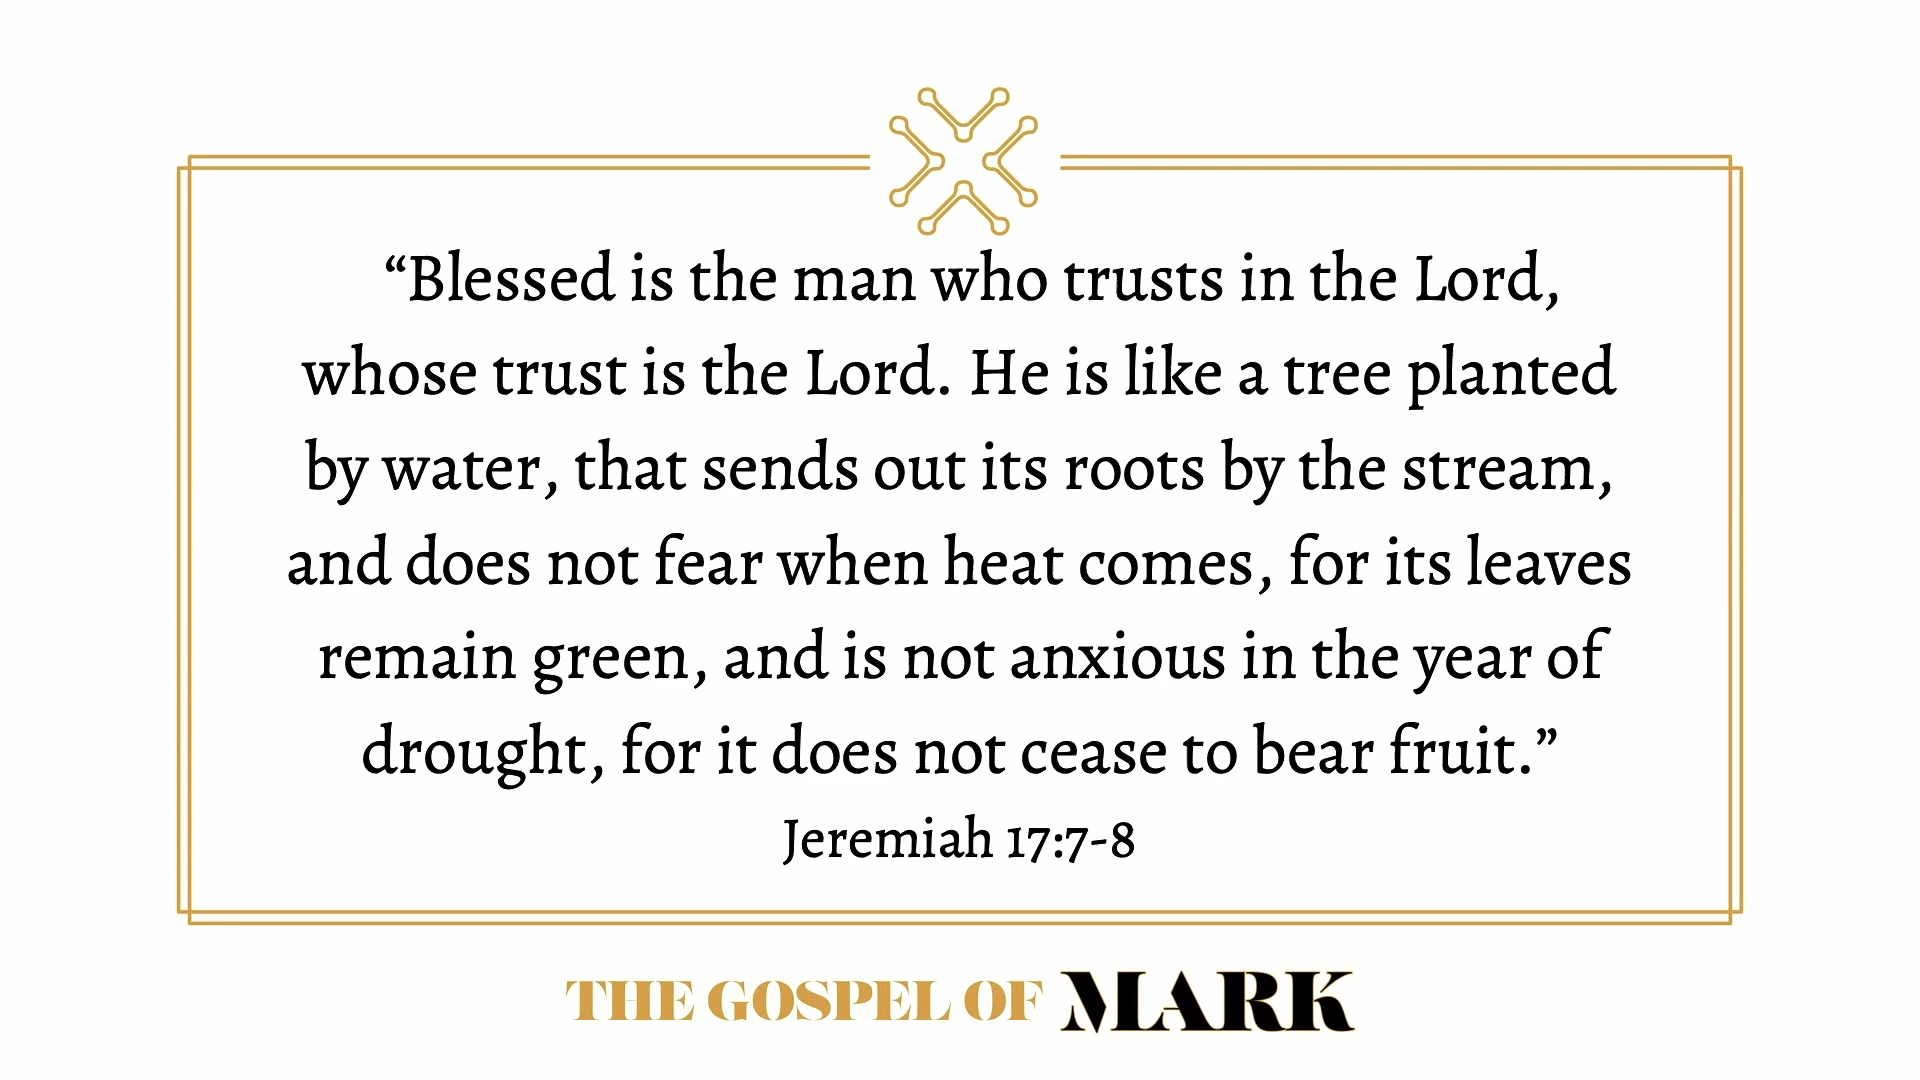 “Blessed is the man who trusts in the Lord,
whose trust is the Lord. He is like a tree planted
by water, that sends out its roots by the stream,
and does not fear when heat comes, for its leaves
remain green, and is not anxious in the year of
drought, for it does not cease to bear fruit.”
Jeremiah 17:7-8
THE GOSPEL OF MARK